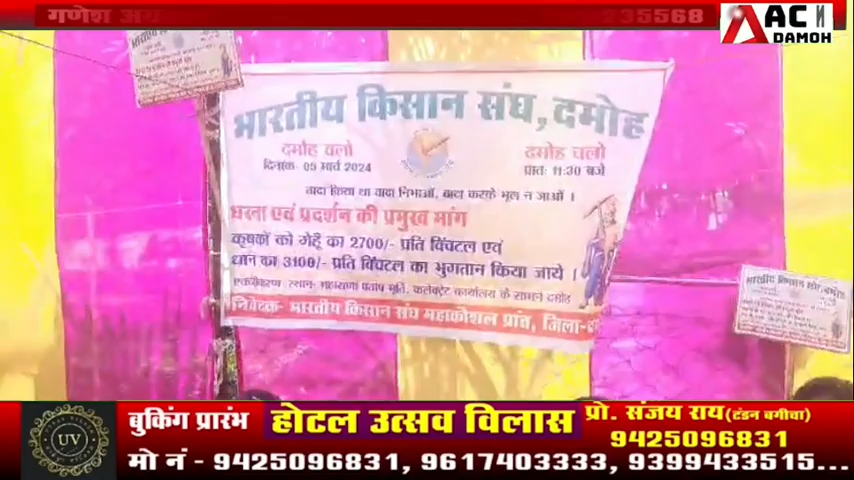 गणेश
235568
ACN
DAMOH
भारतीय किसान संघ, दमोह
दमोह चलो
दिनांक- 05 मार्च 2024
दमोह चलो
प्रातः 11:30 बजे
वादा किया था वादा निभाओं, वादा करके भूल न जाओं ।
धरना एवं प्रदर्शन की प्रमुख मांग
कृषकों को गेहूँ का 2700/- प्रति क्विंटल एवं
धान का 3100/- प्रति क्विंटल का भुगतान किया जाये ।
एकत्रीकरण स्थान- महाराणा प्रताप मूर्ति, कलेक्ट्रेट कार्यालय के सामने दमोह
निवेदक- भारतीय किसान संघ महाकौशल प्रांत, जिला-
भारतीय किसान संघ, दमोह
UV
बुकिंग प्रारंभ
होटल उत्सव विलास
प्रो. संजय राय(टंडन बगीचा)
9425096831
मो नं - 9425096831, 9617403333, 9399433515...